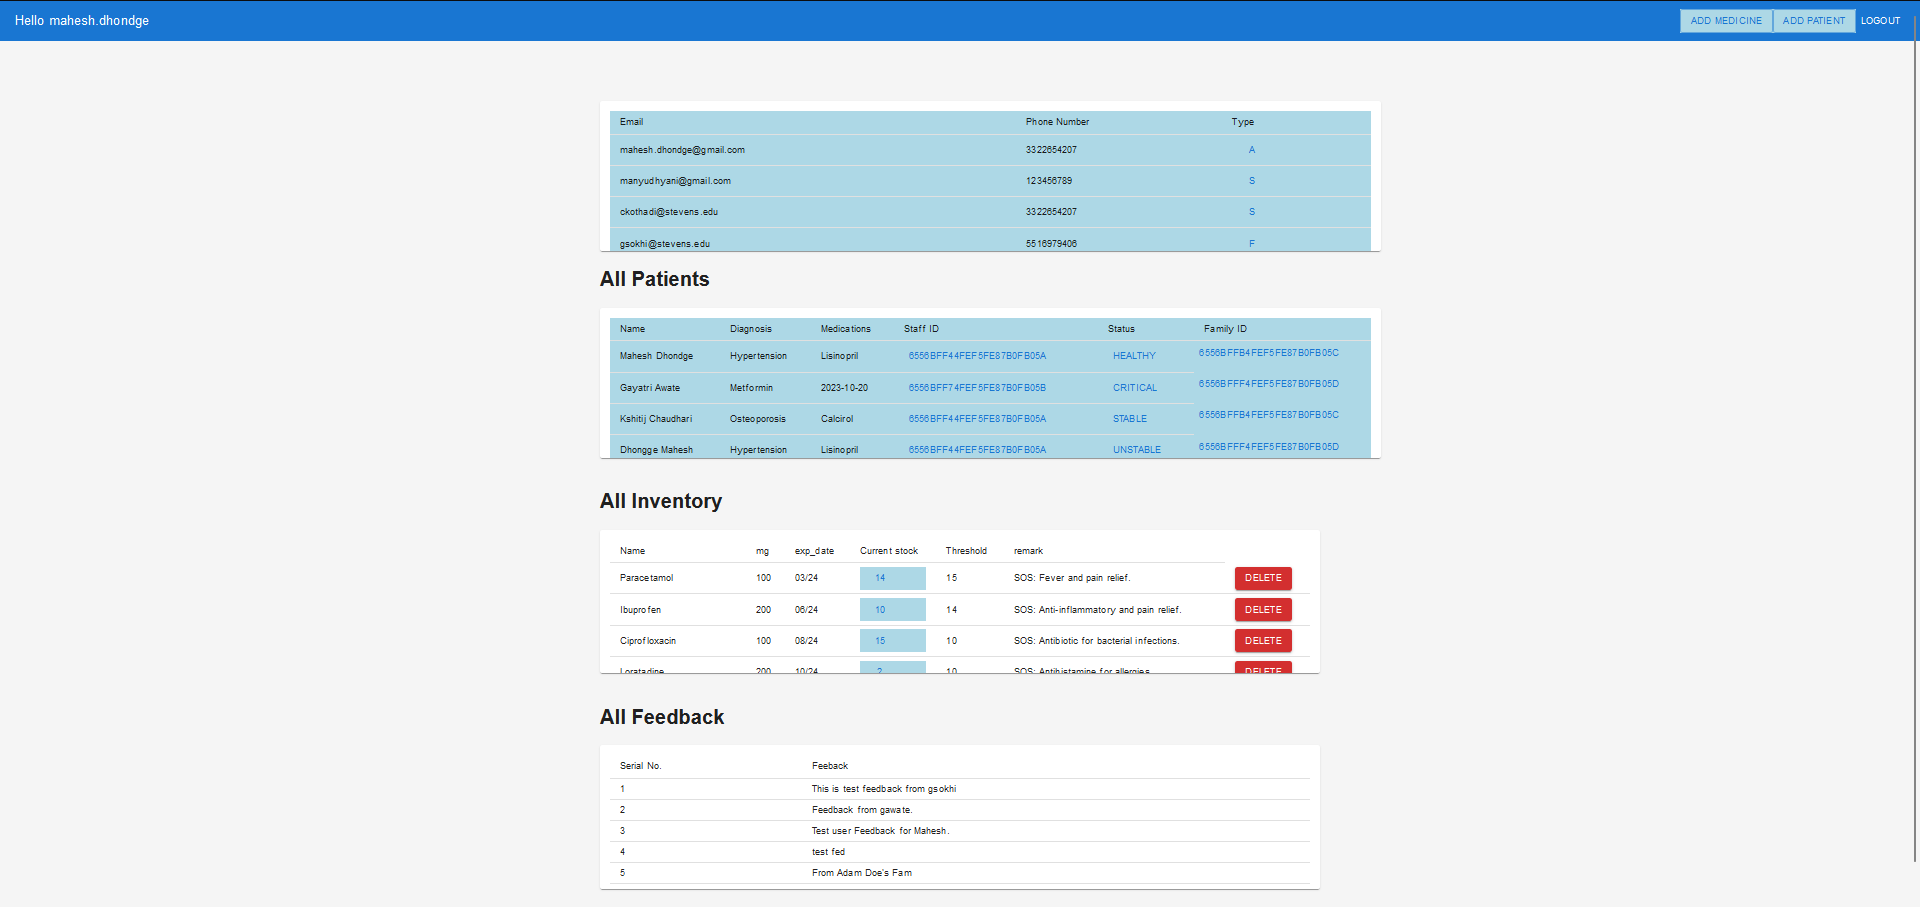 Hello mahesh.dhondge ADD MEDICINE ADD PATIENT LOGOUT
Email Phone Number Type
mahesh.dhondge@gmail.com 3322654207 A
manyudhyani@gmail.com 123456789 S
ckothadi@stevens.edu 3322654207 S
gsokhi@stevens.edu 5516979406 F
All Patients
Name Diagnosis Medications Staff ID Status Family ID
Mahesh Dhondge Hypertension Lisinopril 6556BFF44FEF5FE87B0FB05A HEALTHY 6556BFFB4FEF5FE87B0FB05C
Gayatri Awate Metformin 2023-10-20 6556BFF74FEF5FE87B0FB05B CRITICAL 6556BFFF4FEF5FE87B0FB05D
Kshitij Chaudhari Osteoporosis Calcirol 6556BFF44FEF5FE87B0FB05A STABLE 6556BFFB4FEF5FE87B0FB05C
Dhongge Mahesh Hypertension Lisinopril 6556BFF44FEF5FE87B0FB05A UNSTABLE 6556BFFF4FEF5FE87B0FB05D
All Inventory
Name mg exp_date Current stock Threshold remark
Paracetamol 100 03/24 14 15 SOS: Fever and pain relief. DELETE
Ibuprofen 200 06/24 10 14 SOS: Anti-inflammatory and pain relief. DELETE
Ciprofloxacin 100 08/24 15 10 SOS: Antibiotic for bacterial infections. DELETE
Loratadine 200 10/24 2 10 SOS: Antihistamine for allergies DELETE
All Feedback
Serial No. Feeback
1 This is test feedback from gsokhi
2 Feedback from gawate.
3 Test user Feedback for Mahesh.
4 test fed
5 From Adam Doe's Fam